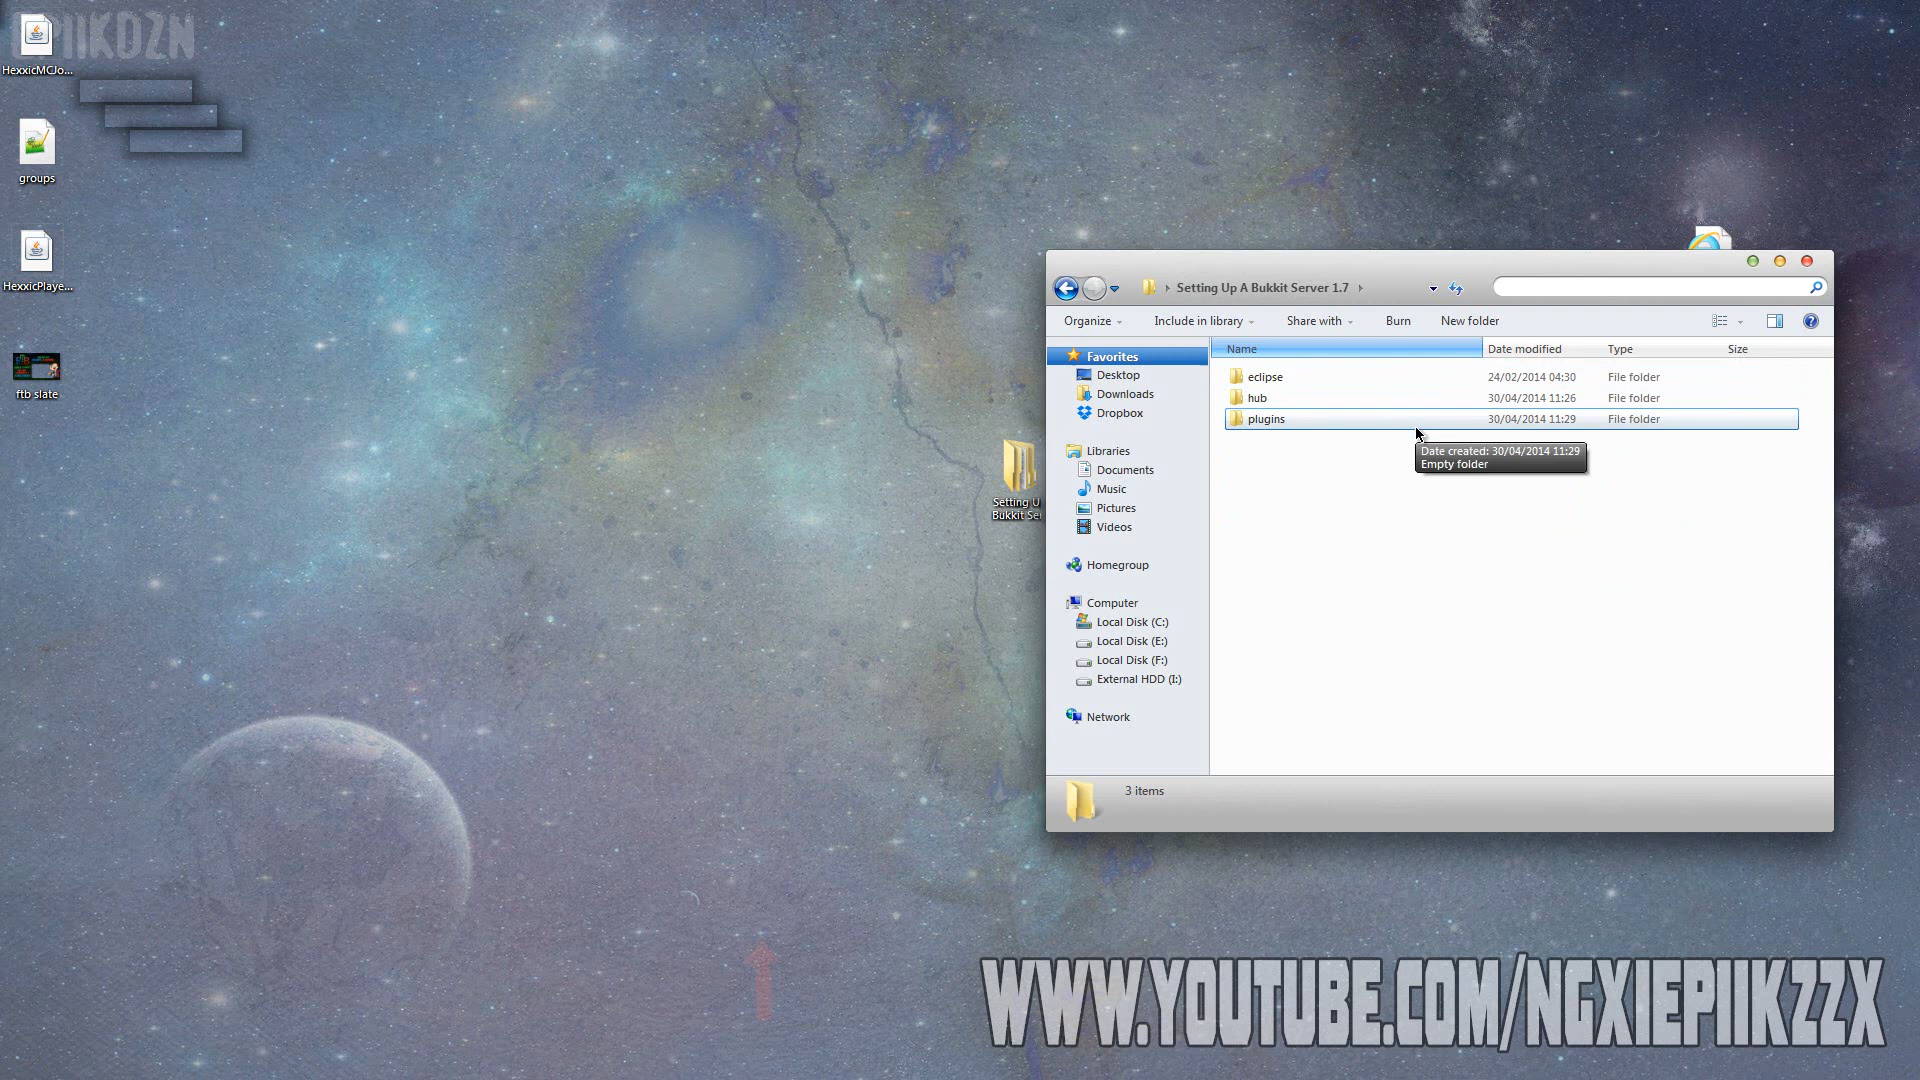 HexxicMCJo...
groups
HexxicPlaye...
ftb slate
Setting U
Bukkit Ser
Setting Up A Bukkit Server 1.7
Organize
Include in library
Share with
Burn
New folder
Favorites
Desktop
Downloads
Dropbox
Libraries
Documents
Music
Pictures
Videos
Homegroup
Computer
Local Disk (C:)
Local Disk (E:)
Local Disk (F:)
External HDD (I:)
Network
Name Date modified Type Size
eclipse 24/02/2014 04:30 File folder
hub 30/04/2014 11:26 File folder
plugins 30/04/2014 11:29 File folder
Date created: 30/04/2014 11:29
Empty folder
3 items
WWW.YOUTUBE.COM/NGXIEPIIKZZX